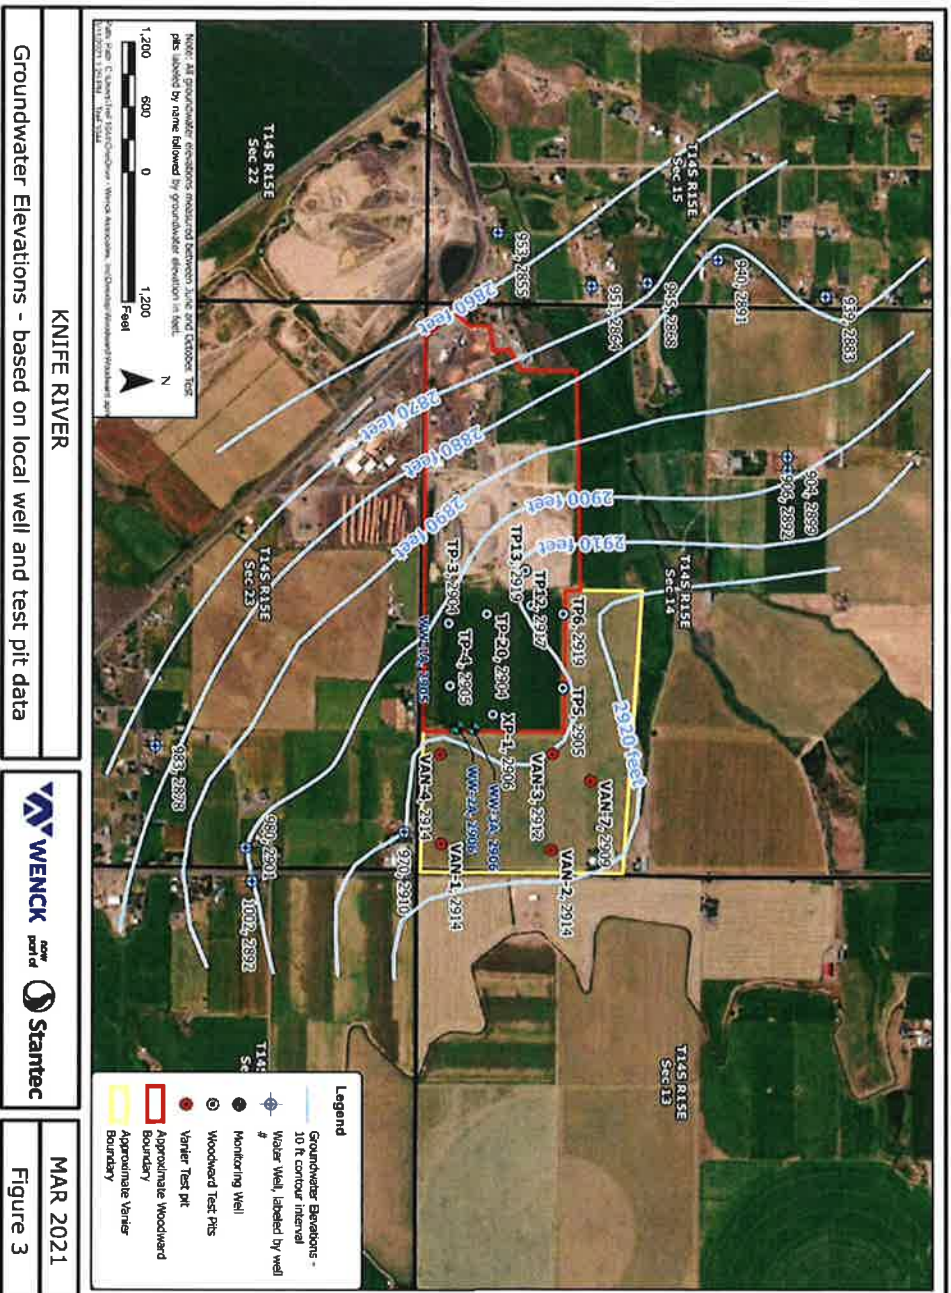 T14S R15E
Sec 15
T14S R15E
Sec 14
T14S R15E
Sec 13
T14S R15E
Sec 22
T14S R15E
Sec 23
T14S
939, 2883
940, 2891
945, 2888
951, 2864
953, 2855
904, 2899
906, 2892
2860 feet
2870 feet
2880 feet
2890 feet
2900 feet
2910 feet
2920 feet
TP6, 2919
TP12, 2917
TP13, 2919
TP5, 2905
TP-3, 2904
TP-20, 2904
TP-4, 2905
XP-1, 2906
VAN-7, 2909
VAN-3, 2912
VAN-2, 2914
VAN-4, 2914
VAN-1, 2914
WW-1A, 2905
WW-2A, 2906
WW-3A, 2906
970, 2910
980, 2901
1002, 2892
983, 2878
Note: All groundwater elevations measured between June and October. Test
pits labeled by name followed by groundwater elevation in feet.
1,200 600 0 1,200
Feet
N
Legend
Groundwater Elevations -
10 ft contour interval
Water Well, labeled by well
#
Monitoring Well
Woodward Test Pits
Vanier Test pit
Approximate Woodward
Boundary
Approximate Vanier
Boundary
KNIFE RIVER
Groundwater Elevations - based on local well and test pit data
WENCK
now
part of
Stantec
MAR 2021
Figure 3